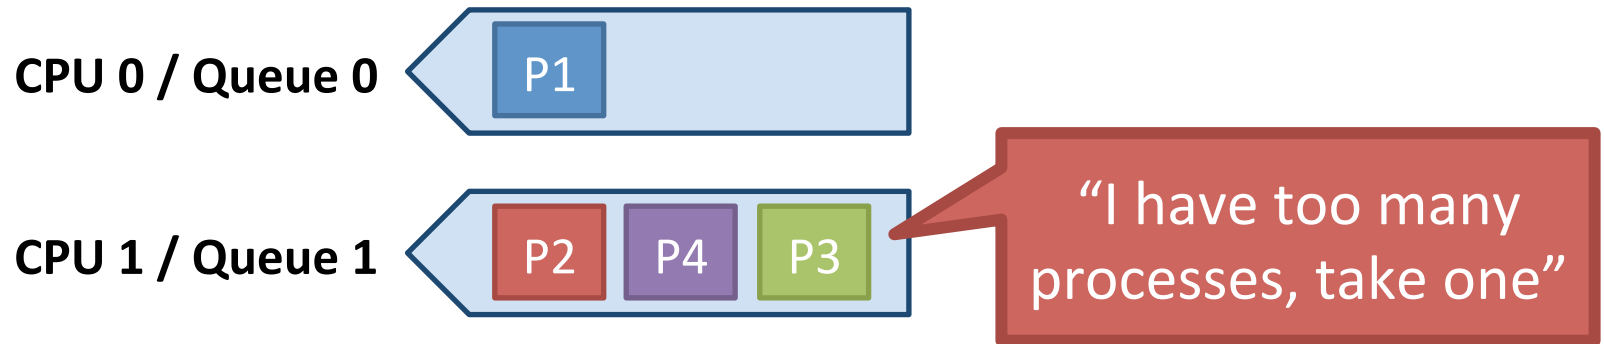 CPU 0 / Queue 0
P1
CPU 1 / Queue 1
P2 P4 P3
“I have too many
processes, take one”